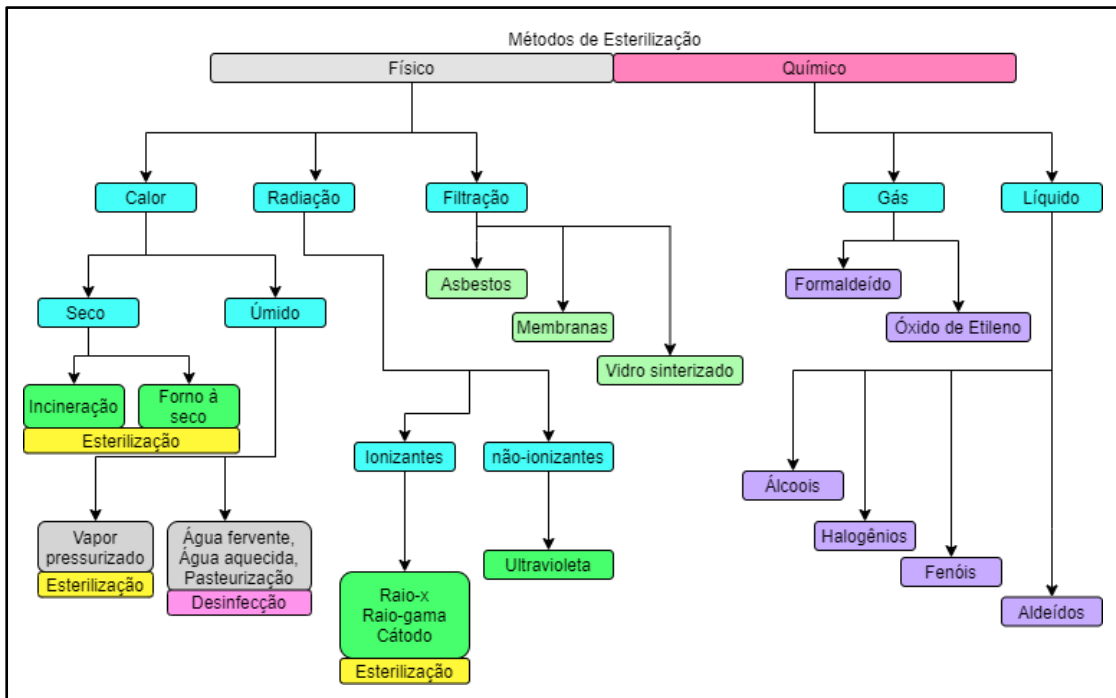 Métodos de Esterilização
Físico
Químico
Calor
Radiação
Filtração
Gás
Líquido
Asbestos
Formaldeído
Seco
Úmido
Membranas
Óxido de Etileno
Vidro sinterizado
Incineração
Forno à
seco
Esterilização
Ionizantes
não-ionizantes
Álcoois
Vapor
pressurizado
Esterilização
Água fervente,
Água aquecida,
Pasteurização
Desinfecção
Halogênios
Ultravioleta
Fenóis
Raio-x
Raio-gama
Cátodo
Esterilização
Aldeídos